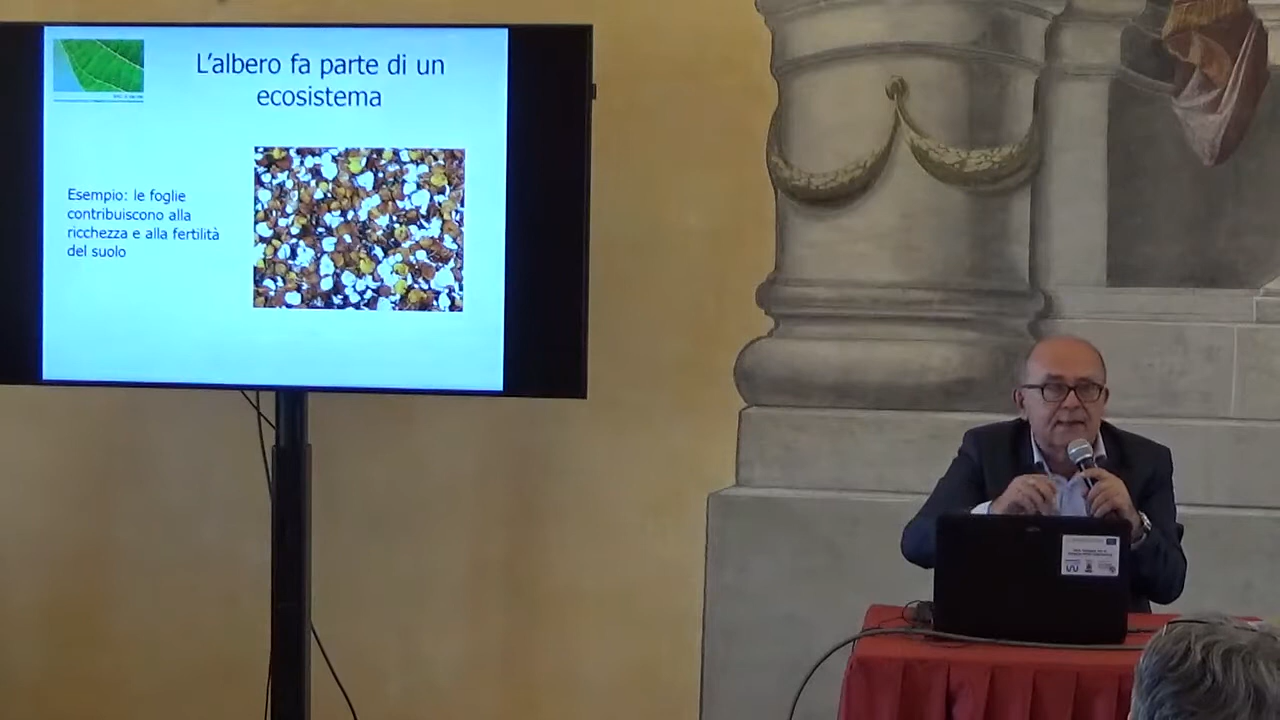 L'albero fa parte di un
ecosistema
Esempio: le foglie
contribuiscono alla
ricchezza e alla fertilità
del suolo